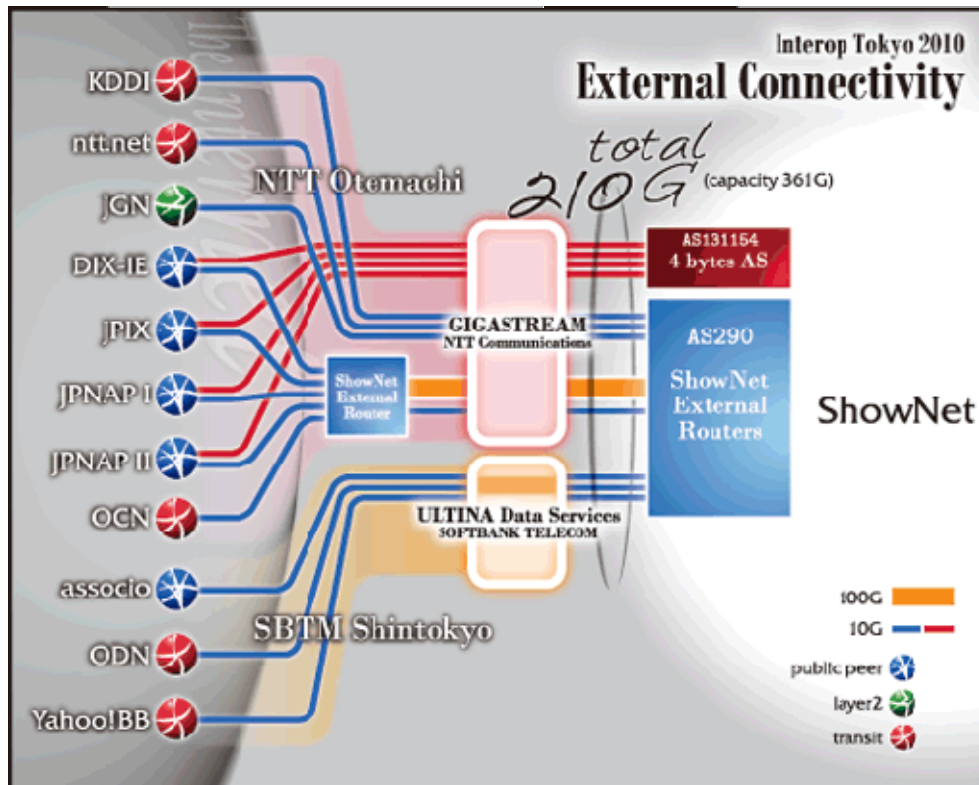 Interop Tokyo 2010
External Connectivity
KDDI
ntt.net
JGN
DIX-IE
JPIX
JPNAP I
JPNAP II
OCN
associo
ODN
Yahoo!BB
NTT Otemachi
SBTM Shintokyo
total
210G
(capacity 361G)
GIGASTREAM
NTT Communications
ShowNet
External
Router
ULTINA Data Services
SOFTBANK TELECOM
AS131154
4 bytes AS
AS290
ShowNet
External
Routers
ShowNet
100G
10G
public peer
layer2
transit